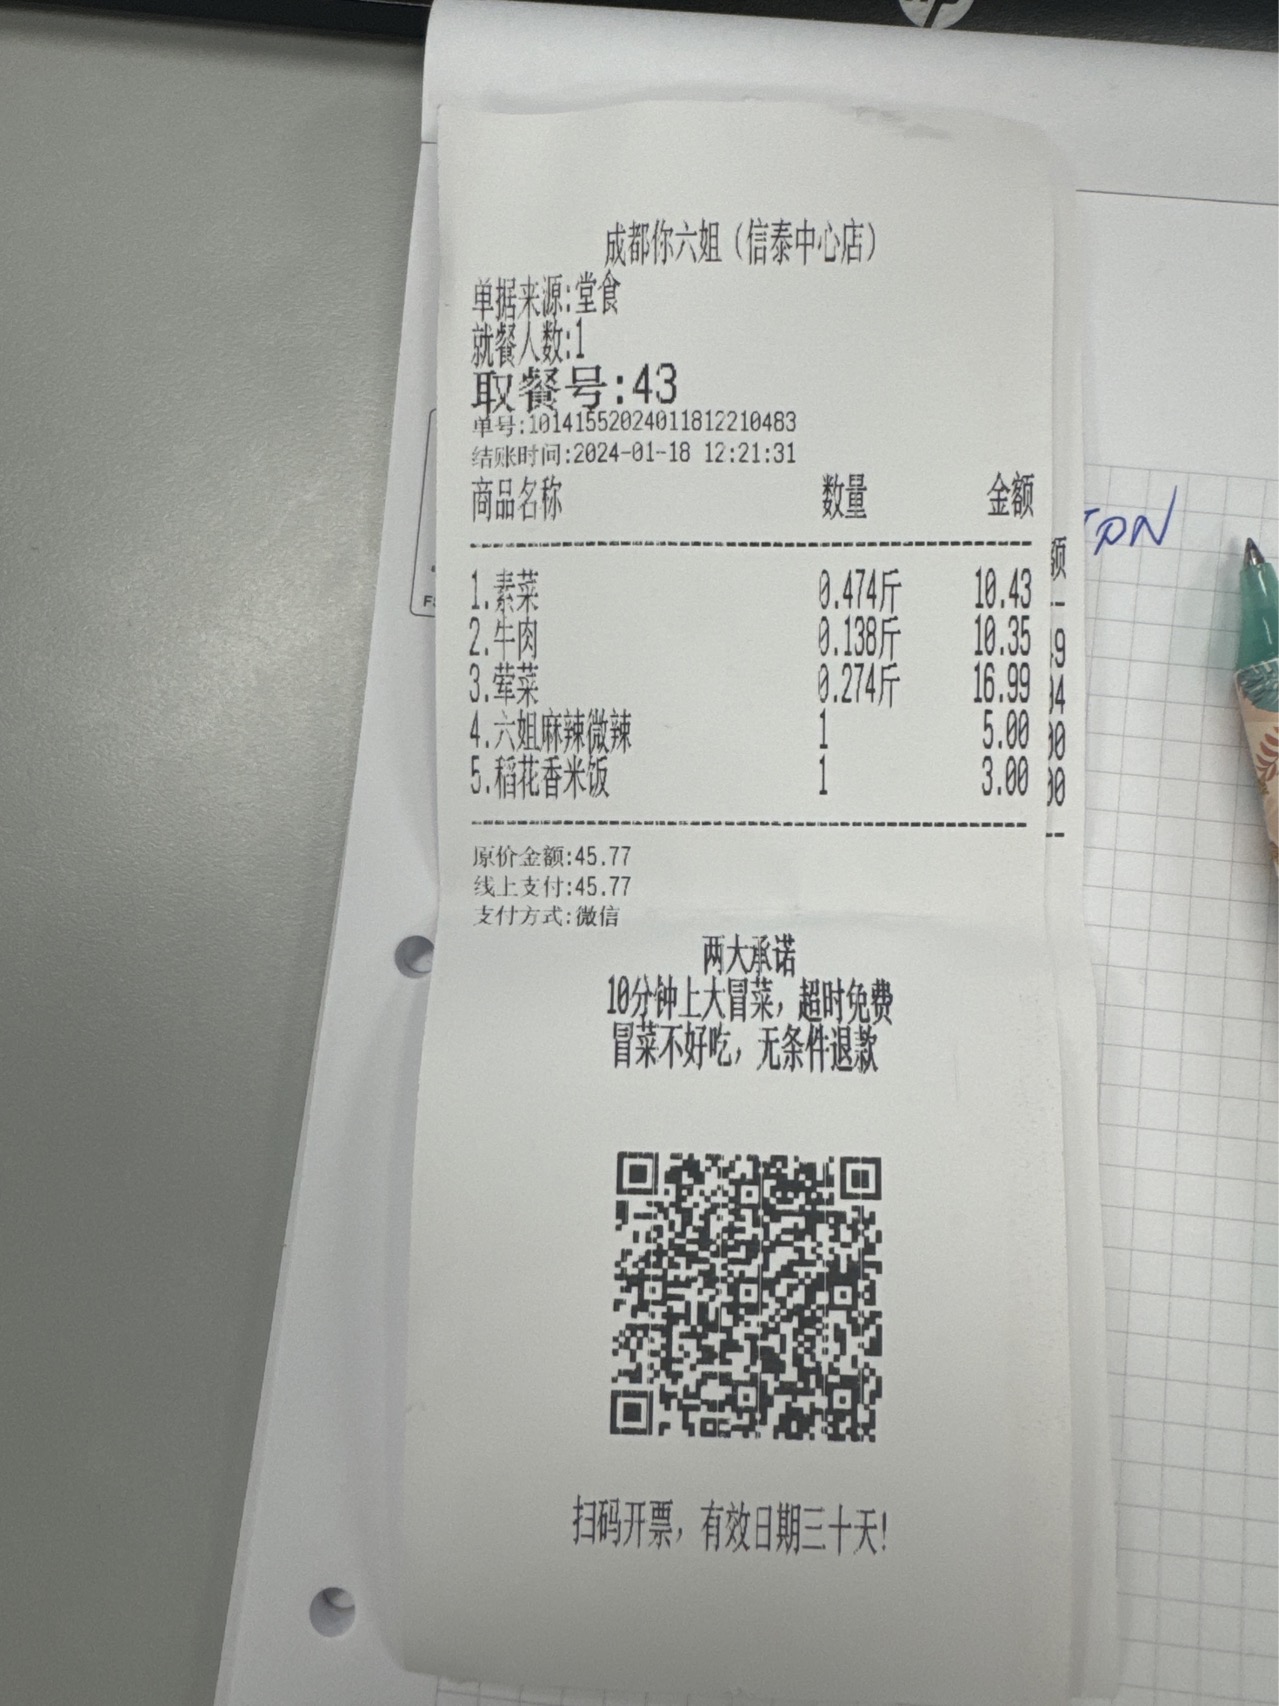 hp
成都你六姐（信泰中心店）
单据来源:堂食
就餐人数:1
取餐号:43
单号:10141552024011812210483
结账时间:2024-01-18 12:21:31
商品名称 数量 金额
1.素菜 0.474斤 10.43
2.牛肉 0.138斤 10.35
3.荤菜 0.274斤 16.99
4.六姐麻辣微辣 1 5.00
5.稻花香米饭 1 3.00
原价金额:45.77
线上支付:45.77
支付方式:微信
两大承诺
10分钟上大冒菜，超时免费
冒菜不好吃，无条件退款
扫码开票，有效日期三十天!
额
49
94
00
00